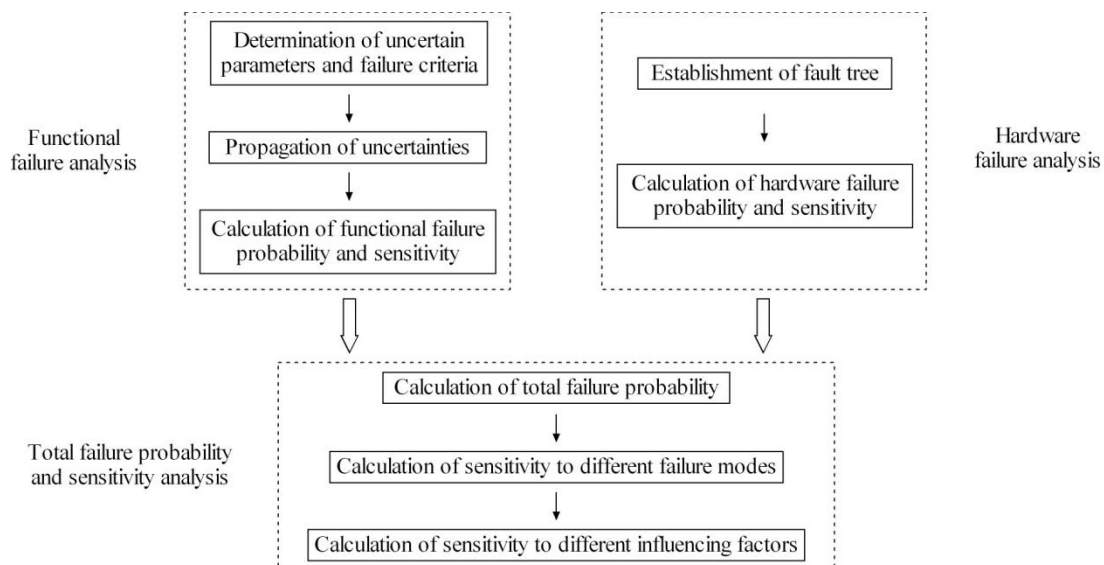 Functional
failure analysis
Determination of uncertain
parameters and failure criteria
Propagation of uncertainties
Calculation of functional failure
probability and sensitivity
Establishment of fault tree
Calculation of hardware failure
probability and sensitivity
Hardware
failure analysis
Total failure probability
and sensitivity analysis
Calculation of total failure probability
Calculation of sensitivity to different failure modes
Calculation of sensitivity to different influencing factors